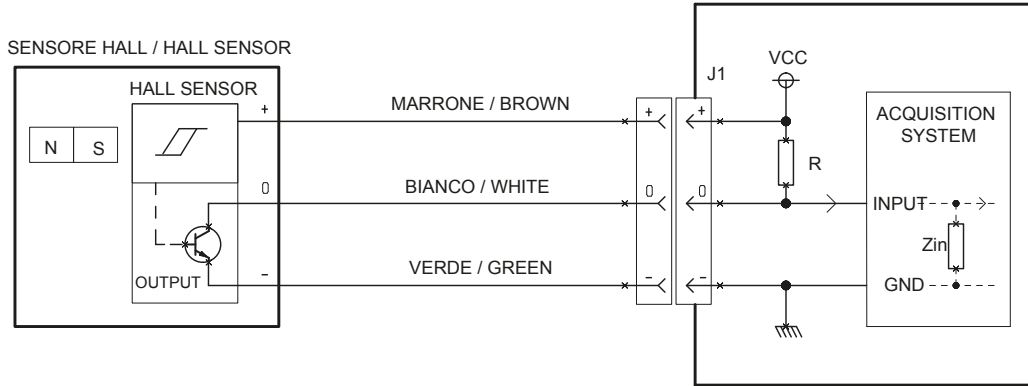 SENSORE HALL / HALL SENSOR
HALL SENSOR
N S
OUTPUT
+
0
-
MARRONE / BROWN
BIANCO / WHITE
VERDE / GREEN
J1
+ +
0 0
- -
VCC
R
ACQUISITION
SYSTEM
INPUT
Zin
GND